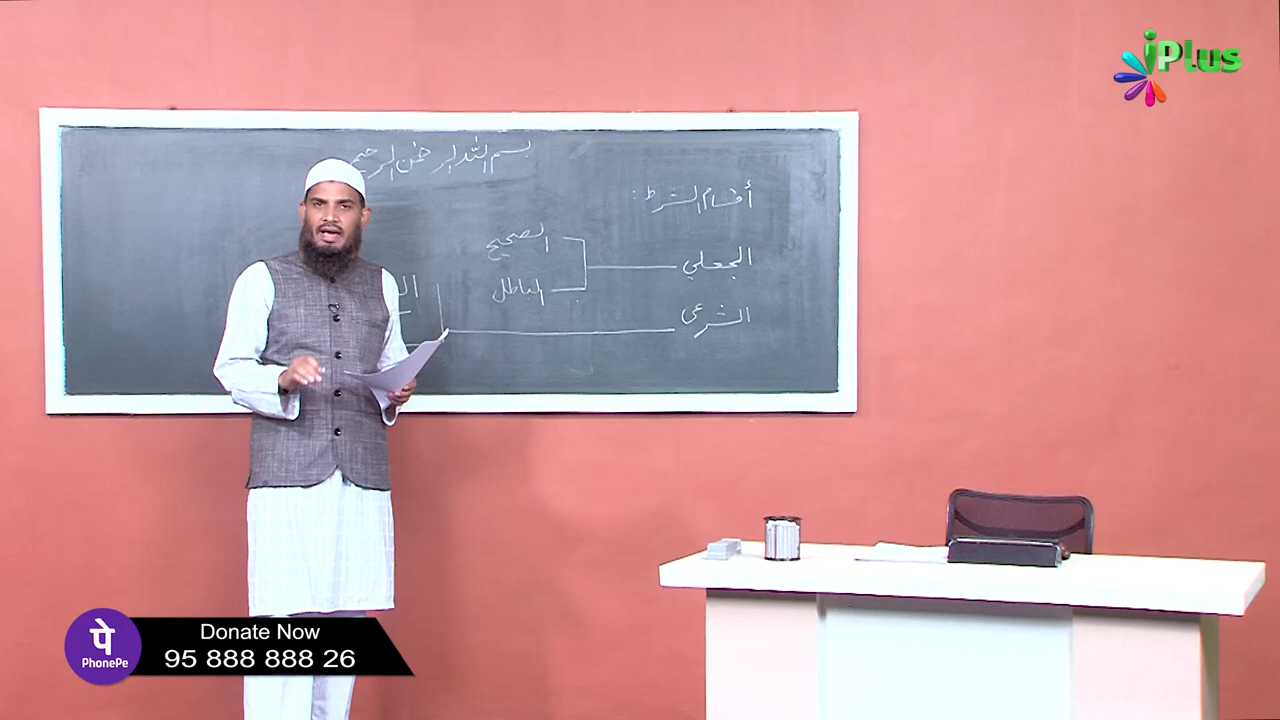 iPlus
بسم الله الرحمن الرحيم
أقسام الشرط :
الجعلي
الصحيح
الباطل
الشرعي
पे
PhonePe
Donate Now
95 888 888 26